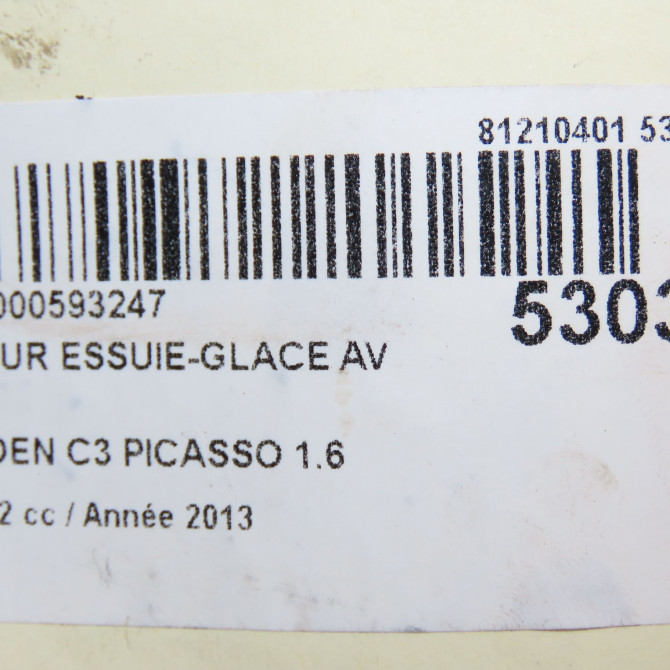 81210401 53
000593247
5303
UR ESSUIE-GLACE AV
DEN C3 PICASSO 1.6
2 cc / Année 2013